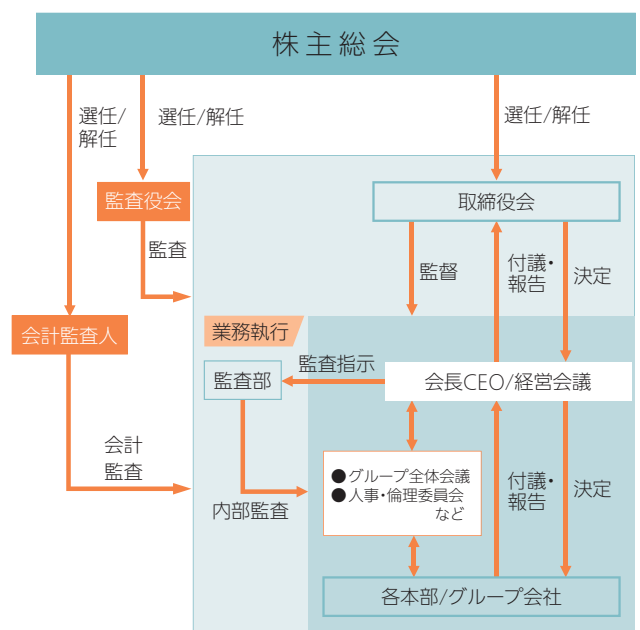 株主総会
選任/
解任
選任/解任
選任/解任
監査役会
取締役会
監査
監督
付議・
報告
決定
会計監査人
業務執行
監査指示
監査部
会長CEO/経営会議
会計
監査
内部監査
●グループ全体会議
●人事・倫理委員会
など
付議・
報告
決定
各本部/グループ会社